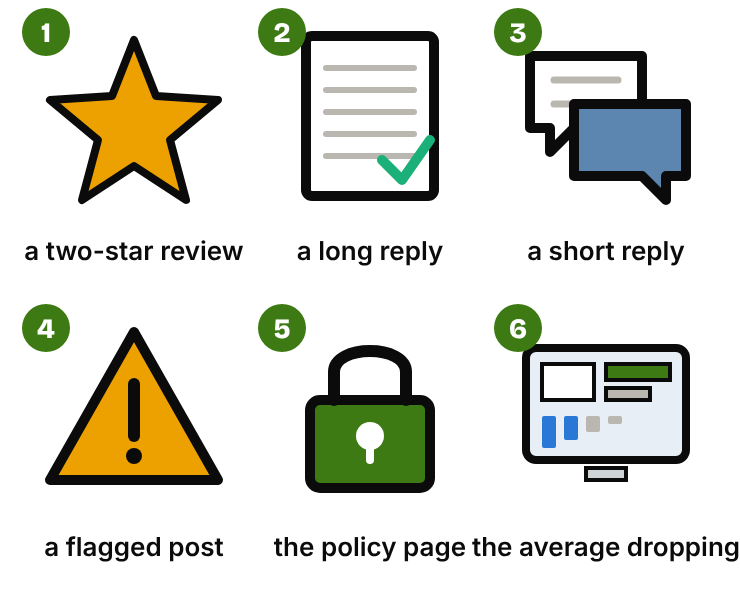 1
2
3
a two-star review
a long reply
a short reply
4
5
6
a flagged post
the policy page
the average dropping